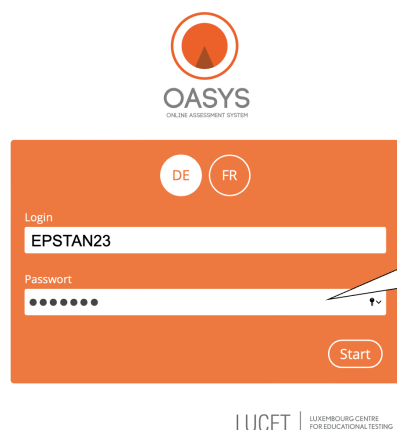 OASYS
ONLINE ASSESSMENT SYSTEM
DE FR
Login
EPSTAN23
Passwort
●●●●●●●
Start
LUCET
LUXEMBOURG CENTRE
FOR EDUCATIONAL TESTING